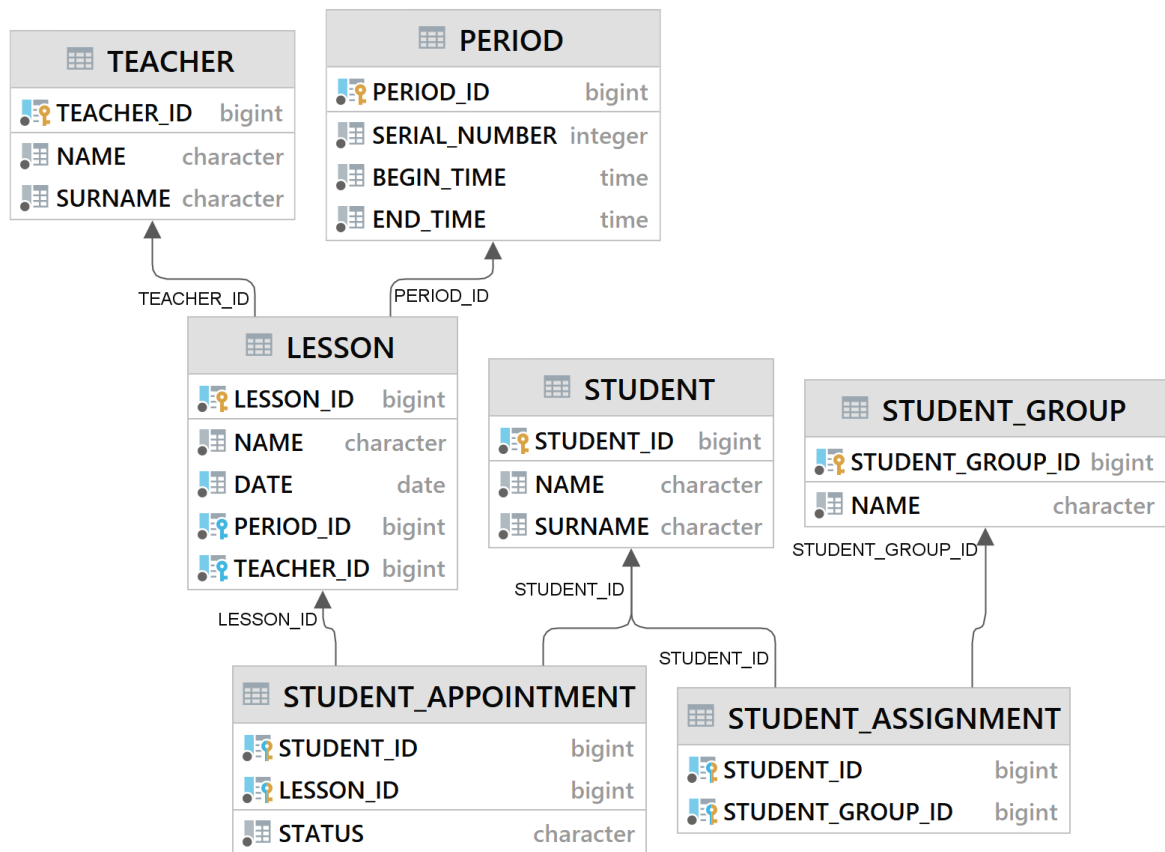 TEACHER
TEACHER_ID bigint
NAME character
SURNAME character
PERIOD
PERIOD_ID bigint
SERIAL_NUMBER integer
BEGIN_TIME time
END_TIME time
TEACHER_ID
PERIOD_ID
LESSON
LESSON_ID bigint
NAME character
DATE date
PERIOD_ID bigint
TEACHER_ID bigint
STUDENT
STUDENT_ID bigint
NAME character
SURNAME character
STUDENT_GROUP
STUDENT_GROUP_ID bigint
NAME character
LESSON_ID
STUDENT_ID
STUDENT_GROUP_ID
STUDENT_ID
STUDENT_APPOINTMENT
STUDENT_ID bigint
LESSON_ID bigint
STATUS character
STUDENT_ASSIGNMENT
STUDENT_ID bigint
STUDENT_GROUP_ID bigint